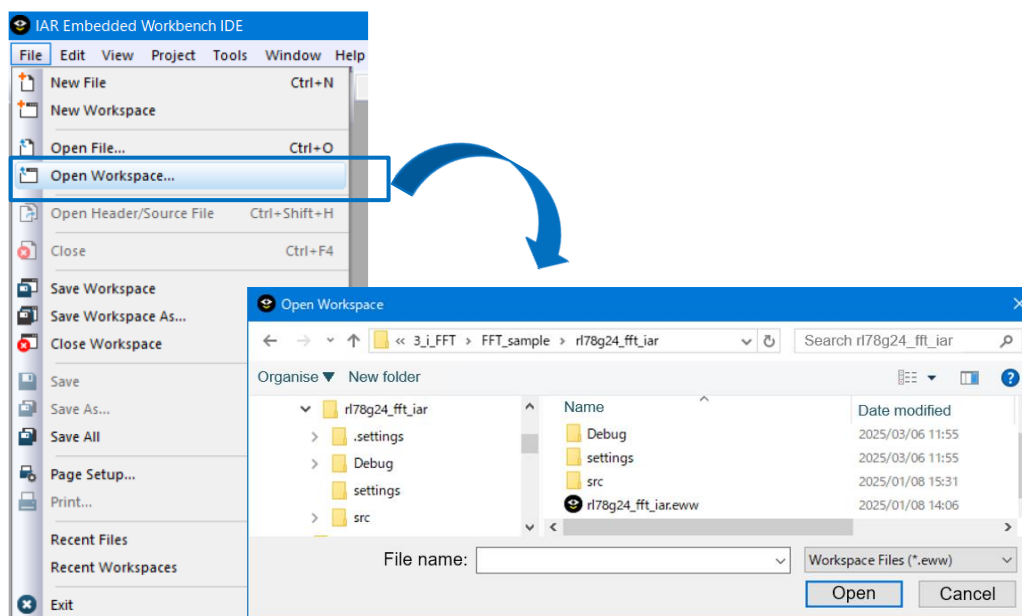 IAR Embedded Workbench IDE
File Edit View Project Tools Window Help
New File Ctrl+N
New Workspace
Open File... Ctrl+O
Open Workspace...
Open Header/Source File Ctrl+Shift+H
Close Ctrl+F4
Save Workspace
Save Workspace As...
Close Workspace
Save
Save As...
Save All
Page Setup...
Print...
Recent Files
Recent Workspaces
Exit
Open Workspace
« 3_i_FFT > FFT_sample > rl78g24_fft_iar
Search rl78g24_fft_iar
Organise New folder
rl78g24_fft_iar
.settings
Debug
settings
src
Name Date modified
Debug 2025/03/06 11:55
settings 2025/03/06 11:55
src 2025/01/08 15:31
rl78g24_fft_iar.eww 2025/01/08 14:06
File name: Workspace Files (*.eww)
Open Cancel